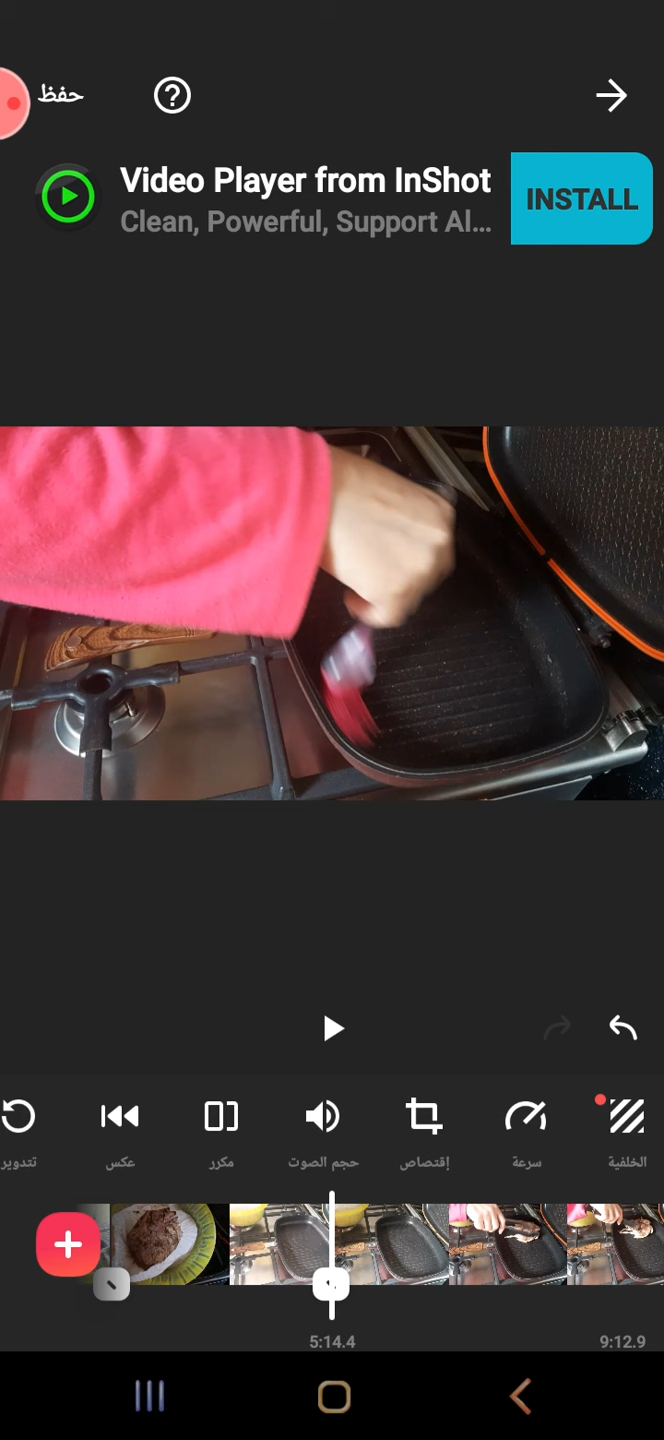 حفظ
Video Player from InShot
Clean, Powerful, Support Al...
INSTALL
الخلفية
سرعة
إقتصاص
حجم الصوت
مكرر
عكس
تتدوير
5:14.4
9:12.9